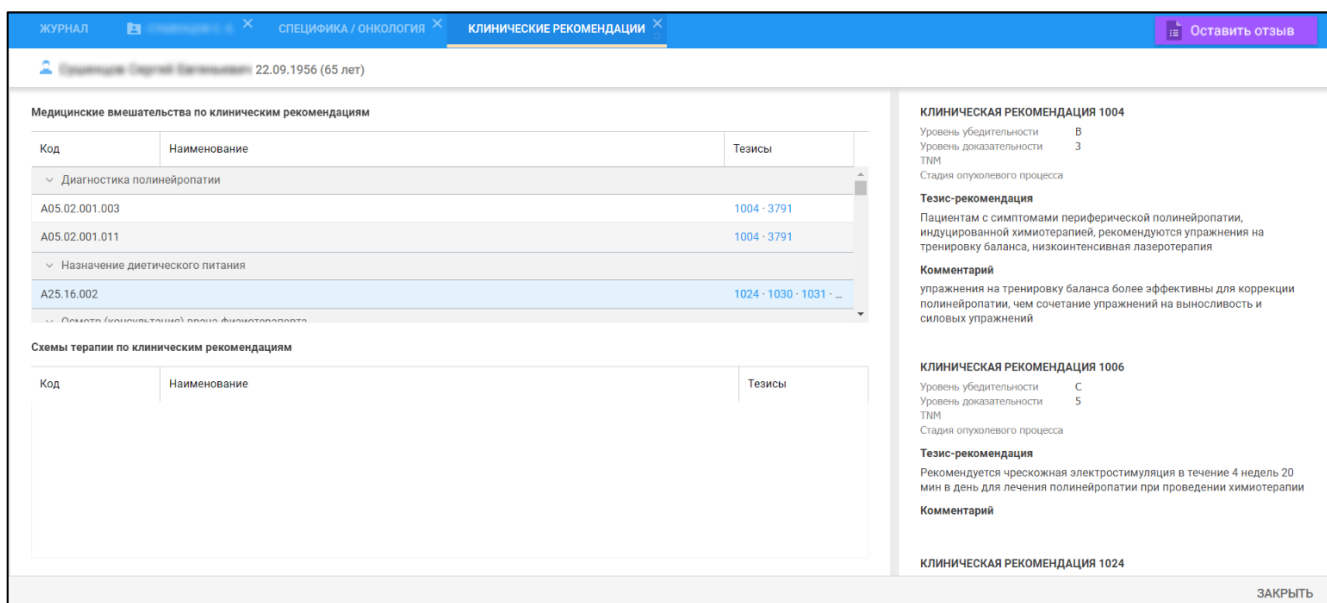 ЖУРНАЛ
СПЕЦИФИКА / ОНКОЛОГИЯ
КЛИНИЧЕСКИЕ РЕКОМЕНДАЦИИ
Оставить отзыв
22.09.1956 (65 лет)
Медицинские вмешательства по клиническим рекомендациям
Код Наименование Тезисы
Диагностика полинейропатии
A05.02.001.003 1004 · 3791
A05.02.001.011 1004 · 3791
Назначение диетического питания
A25.16.002 1024 · 1030 · 1031 · ...
Осмотр (консультация) врача физиотерапевта
Схемы терапии по клиническим рекомендациям
Код Наименование Тезисы
КЛИНИЧЕСКАЯ РЕКОМЕНДАЦИЯ 1004
Уровень убедительности B
Уровень доказательности 3
TNM
Стадия опухолевого процесса
Тезис-рекомендация
Пациентам с симптомами периферической полинейропатии,
индуцированной химиотерапией, рекомендуются упражнения на
тренировку баланса, низкоинтенсивная лазеротерапия
Комментарий
упражнения на тренировку баланса более эффективны для коррекции
полинейропатии, чем сочетание упражнений на выносливость и
силовых упражнений
КЛИНИЧЕСКАЯ РЕКОМЕНДАЦИЯ 1006
Уровень убедительности C
Уровень доказательности 5
TNM
Стадия опухолевого процесса
Тезис-рекомендация
Рекомендуется чрескожная электростимуляция в течение 4 недель 20
мин в день для лечения полинейропатии при проведении химиотерапии
Комментарий
КЛИНИЧЕСКАЯ РЕКОМЕНДАЦИЯ 1024
ЗАКРЫТЬ